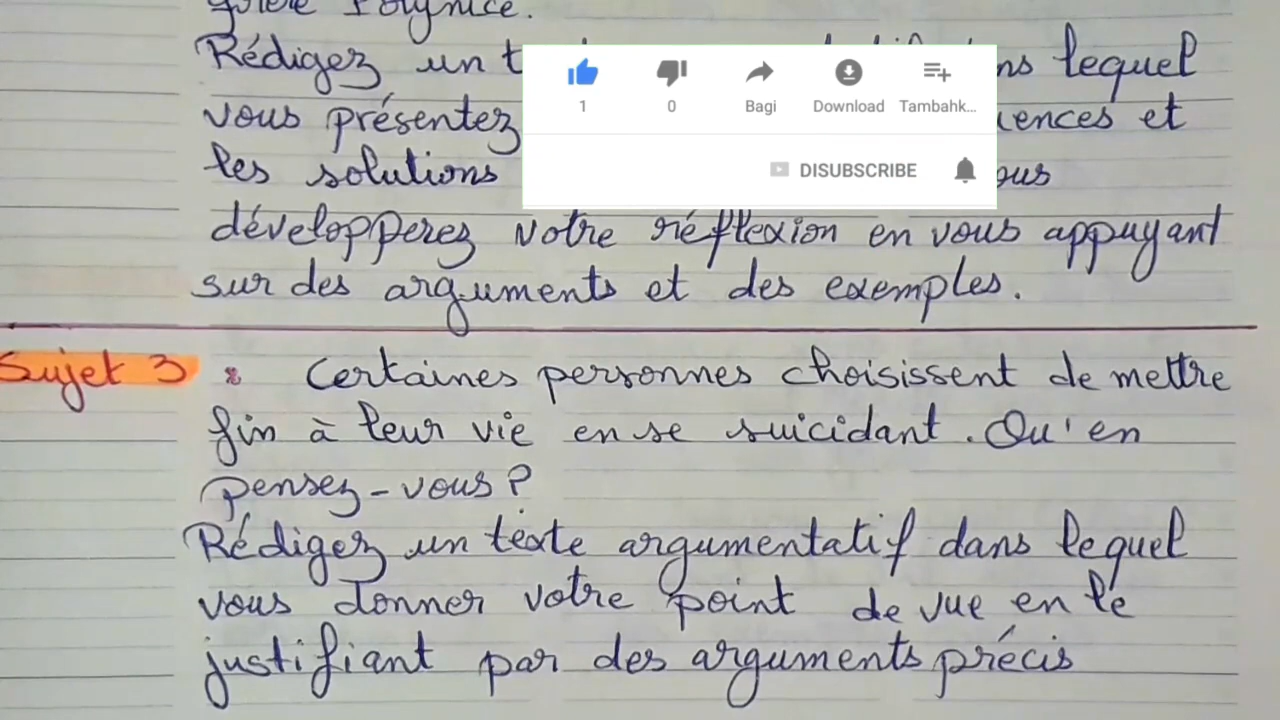 frère Polynice.
Rédigez un lequel
vous présentez et
les solutions
développerez votre réflexion en vous appuyant
sur des arguments et des exemples.
1 0 Bagi Download Tambahk...
DISUBSCRIBE
Sujet 3 : Certaines personnes choisissent de mettre
fin à leur vie en se suicidant. Qu'en
pensez-vous ?
Rédigez un texte argumentatif dans lequel
vous donner votre point de vue en le
justifiant par des arguments précis